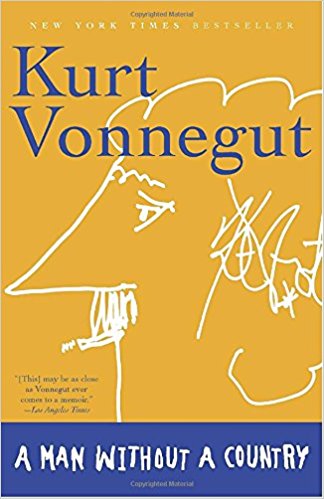 NEW YORK TIMES BESTSELLER
Kurt
Vonnegut
"[This] may be as close
as Vonnegut ever
comes to a memoir."
—Los Angeles Times
A MAN WITHOUT A COUNTRY